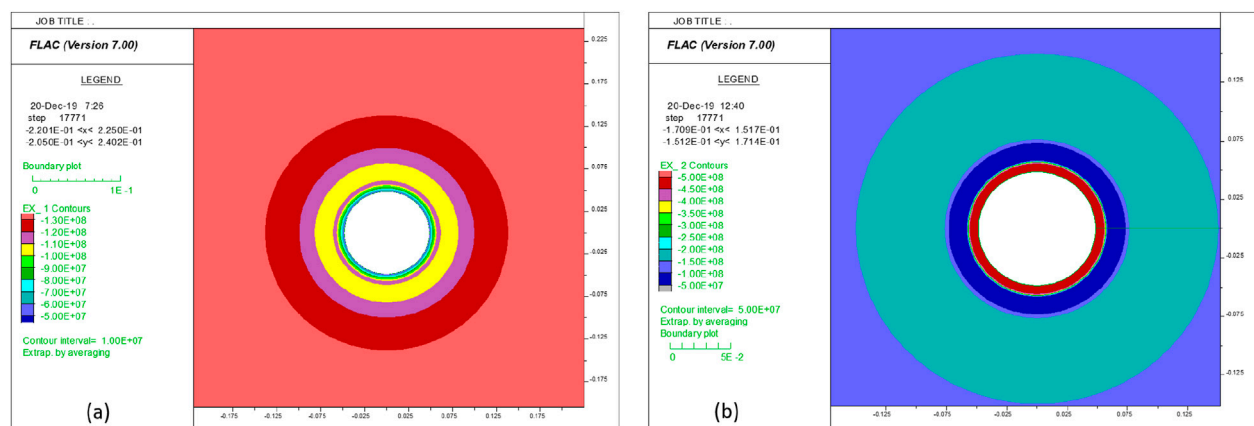 JOB TITLE : .
FLAC (Version 7.00)
LEGEND
20-Dec-19 7:26
step 17771
-2.201E-01 <x< 2.250E-01
-2.050E-01 <y< 2.402E-01
Boundary plot
0 1E -1
EX_ 1 Contours
-1.30E+08
-1.20E+08
-1.10E+08
-1.00E+08
-9.00E+07
-8.00E+07
-7.00E+07
-6.00E+07
-5.00E+07
Contour interval= 1.00E+07
Extrap. by averaging
(a)
0.225
0.175
0.125
0.075
0.025
-0.025
-0.075
-0.125
-0.175
-0.175
-0.125
-0.075
-0.025
0.025
0.075
0.125
0.175
JOB TITLE : .
FLAC (Version 7.00)
LEGEND
20-Dec-19 12:40
step 17771
-1.709E-01 <x< 1.517E-01
-1.512E-01 <y< 1.714E-01
EX_ 2 Contours
-5.00E+08
-4.50E+08
-4.00E+08
-3.50E+08
-3.00E+08
-2.50E+08
-2.00E+08
-1.50E+08
-1.00E+08
-5.00E+07
Contour interval= 5.00E+07
Extrap. by averaging
Boundary plot
0 5E -2
(b)
0.125
0.075
0.025
-0.025
-0.075
-0.125
-0.125
-0.075
-0.025
0.025
0.075
0.125